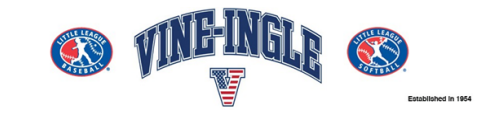 LITTLE LEAGUE
BASEBALL
VINE-INGLE
V
LITTLE LEAGUE
SOFTBALL
Established in 1954